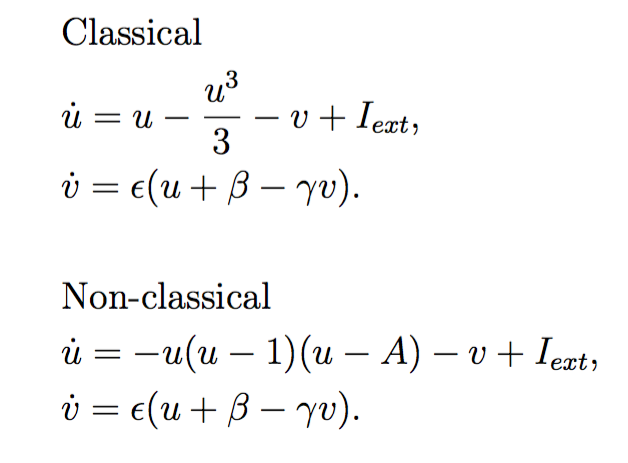 Classical
u̇ = u − u³/3 − v + I_ext,
v̇ = ϵ(u + β − γv).
Non-classical
u̇ = −u(u − 1)(u − A) − v + I_ext,
v̇ = ϵ(u + β − γv).